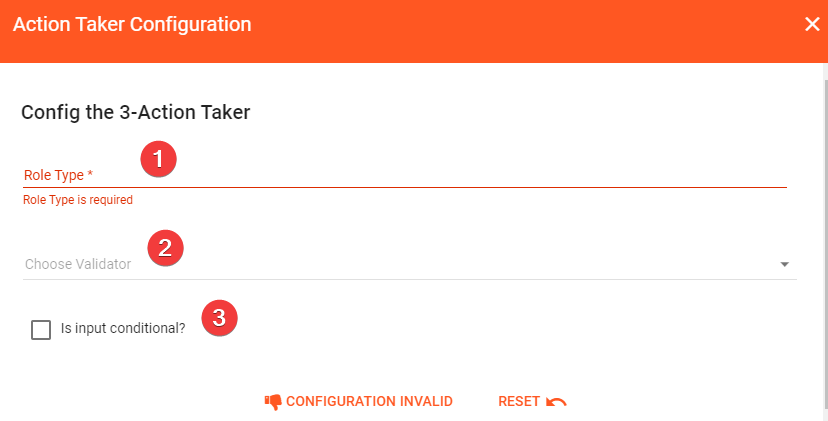 Action Taker Configuration
Config the 3-Action Taker
1
Role Type *
Role Type is required
2
Choose Validator
Is input conditional? 3
CONFIGURATION INVALID RESET